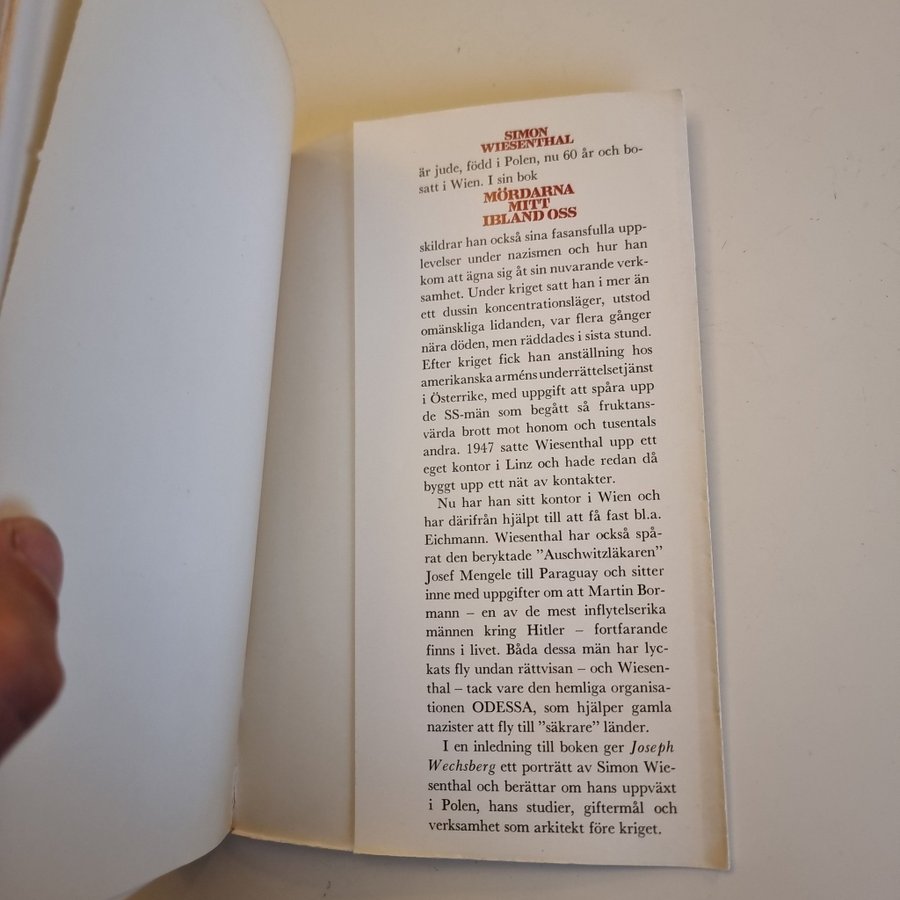 SIMON
WIESENTHAL
är jude, född i Polen, nu 60 år och bo-
satt i Wien. I sin bok
MÖRDARNA
MITT
IBLAND OSS
skildrar han också sina fasansfulla upp-
levelser under nazismen och hur han
kom att ägna sig åt sin nuvarande verk-
samhet. Under kriget satt han i mer än
ett dussin koncentrationsläger, utstod
omänskliga lidanden, var flera gånger
nära döden, men räddades i sista stund.
Efter kriget fick han anställning hos
amerikanska arméns underrättelsetjänst
i Österrike, med uppgift att spåra upp
de SS-män som begått så fruktans-
värda brott mot honom och tusentals
andra. 1947 satte Wiesenthal upp ett
eget kontor i Linz och hade redan då
byggt upp ett nät av kontakter.
Nu har han sitt kontor i Wien och
har därifrån hjälpt till att få fast bl.a.
Eichmann. Wiesenthal har också spå-
rat den beryktade ”Auschwitzläkaren”
Josef Mengele till Paraguay och sitter
inne med uppgifter om att Martin Bor-
mann – en av de mest inflytelserika
männen kring Hitler – fortfarande
finns i livet. Båda dessa män har lyc-
kats fly undan rättvisan – och Wiesen-
thal – tack vare den hemliga organisa-
tionen ODESSA, som hjälper gamla
nazister att fly till ”säkrare” länder.
I en inledning till boken ger Joseph
Wechsberg ett porträtt av Simon Wie-
senthal och berättar om hans uppväxt
i Polen, hans studier, giftermål och
verksamhet som arkitekt före kriget.